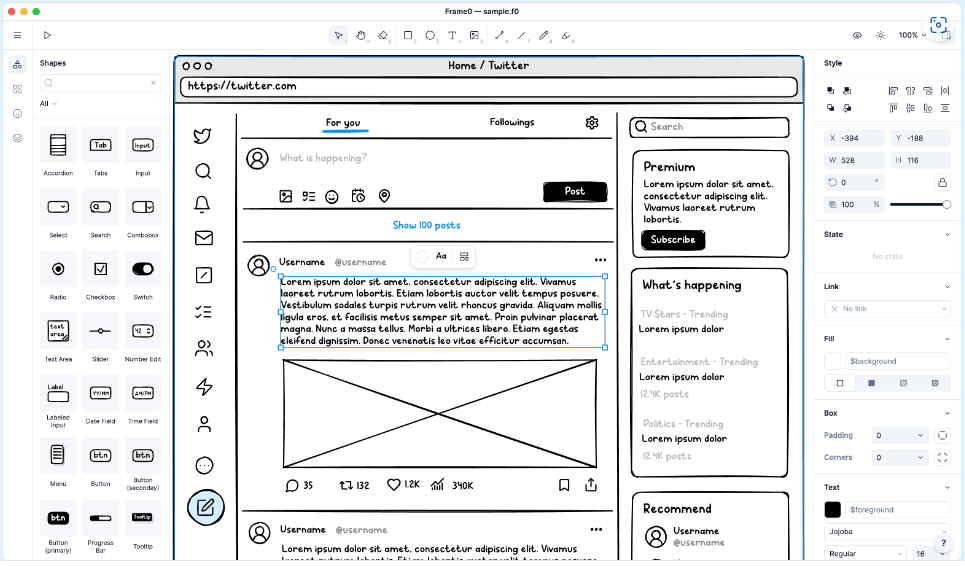 Frame0 — sample.f0
100%
Shapes
All
Accordion
Tab
Tabs
Input
Input
Select
Search
Combobox
Radio
Checkbox
Switch
text area
Text Area
Slider
42
Number Edit
Label
Labeled Input
YY/MM
Date Field
AM/PM
Time Field
Menu
btn
Button
btn
Button (seconday)
btn
Button (primary)
Progress Bar
Tooltip
Tooltip
Home / Twitter
https://twitter.com
For you
Followings
What is happening?
Post
Show 100 posts
Aa
Username @username
Lorem ipsum dolor sit amet, consectetur adipiscing elit. Vivamus
laoreet rutrum lobortis. Etiam lobortis auctor velit tempus posuere.
Vestibulum sodales turpis rutrum velit rhoncus gravida. Aliquam mollis
ligula eros, et facilisis metus semper sit amet. Proin pulvinar placerat
magna. Nunc a massa tellus. Morbi a ultrices libero. Etiam egestas
eleifend dignissim. Donec venenatis leo vitae efficitur accumsan.
35
132
1.2K
340K
Username @username
Lorem ipsum dolor sit amet, consectetur adipiscing elit. Vivamus
Search
Premium
Lorem ipsum dolor sit amet,
consectetur adipiscing elit.
Vivamus laoreet rutrum
lobortis.
Subscribe
What's happening
TV Stars - Trending
Lorem ipsum dolor
Entertainment - Trending
Lorem ipsum dolor
12.4K posts
Politics - Trending
Lorem ipsum dolor
12.4K posts
Recommend
Username
@username
Style
X -394
Y -188
W 528
H 116
0 °
100 %
State
No state
Link
No link
Fill
$background
Box
Padding 0
Corners 0
Text
$foreground
Jojoba
Regular
16
?